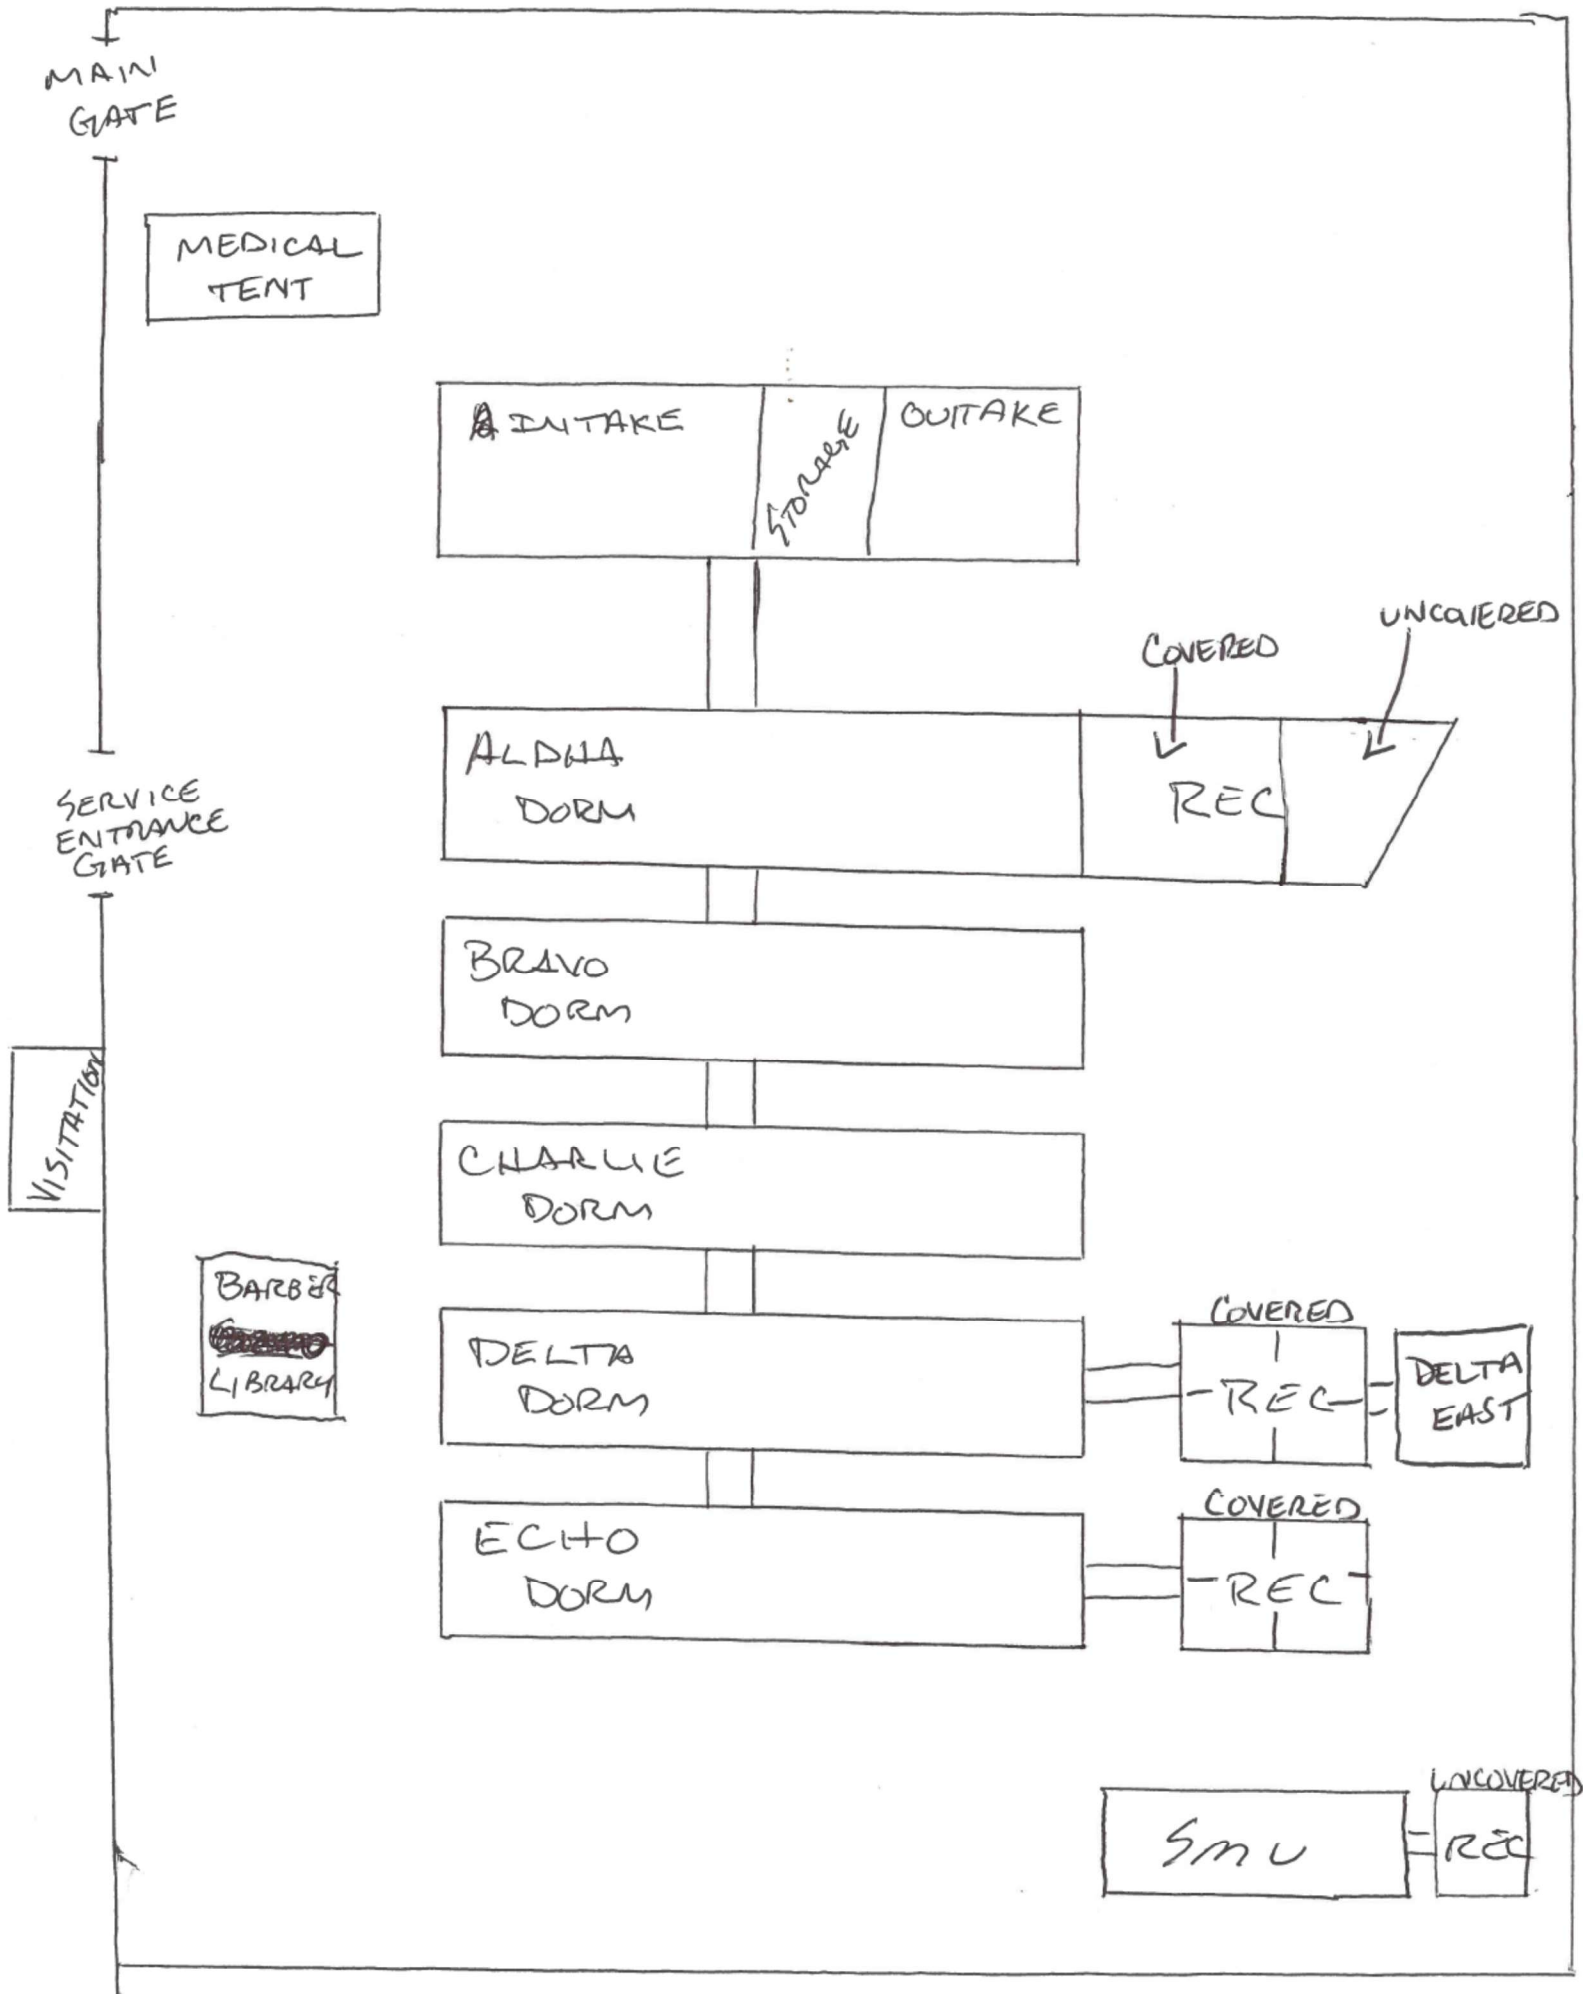 MAIN
GATE
MEDICAL
TENT
INTAKE
STORAGE
OUTTAKE
COVERED
UNCOVERED
ALPHA
DORM
REC
SERVICE
ENTRANCE
GATE
BRAVO
DORM
VISITATION
CHARLIE
DORM
BARBER
LIBRARY
DELTA
DORM
COVERED
REC
DELTA
EAST
ECHO
DORM
COVERED
REC
SMU
UNCOVERED
REC